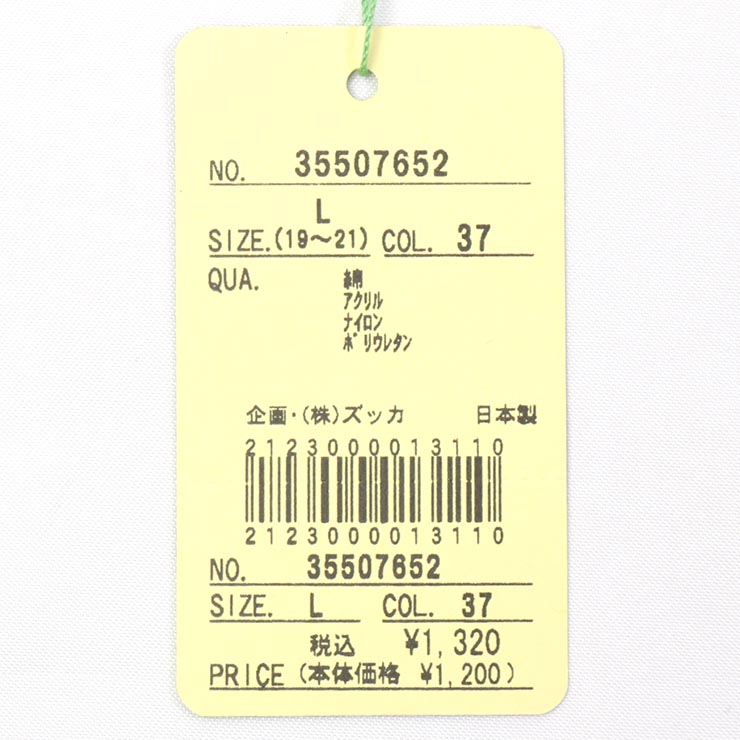 NO. 35507652
L
SIZE.(19～21) COL. 37
QUA. 綿
アクリル
ナイロン
ポリウレタン
企画・(株)ズッカ 日本製
2123000013110
2123000013110
NO. 35507652
SIZE. L COL. 37
税込 ¥1,320
PRICE (本体価格 ¥1,200)